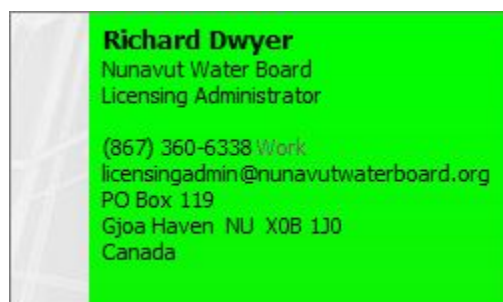 Richard Dwyer
Nunavut Water Board
Licensing Administrator
(867) 360-6338 Work
licensingadmin@nunavutwaterboard.org
PO Box 119
Gjoa Haven NU X0B 1J0
Canada